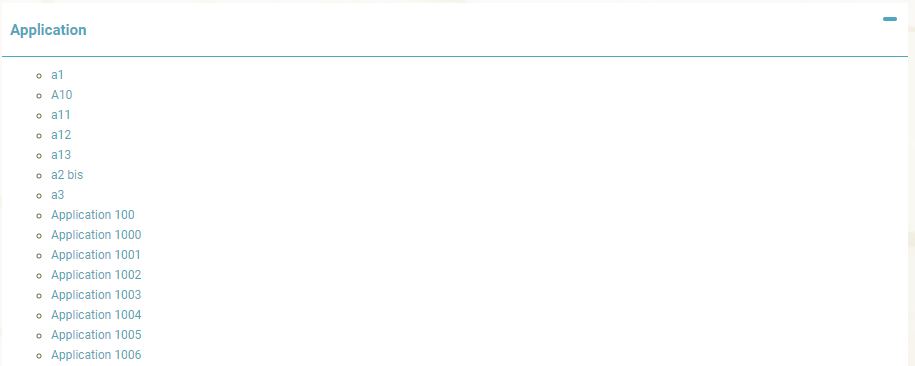 Application
a1
A10
a11
a12
a13
a2 bis
a3
Application 100
Application 1000
Application 1001
Application 1002
Application 1003
Application 1004
Application 1005
Application 1006